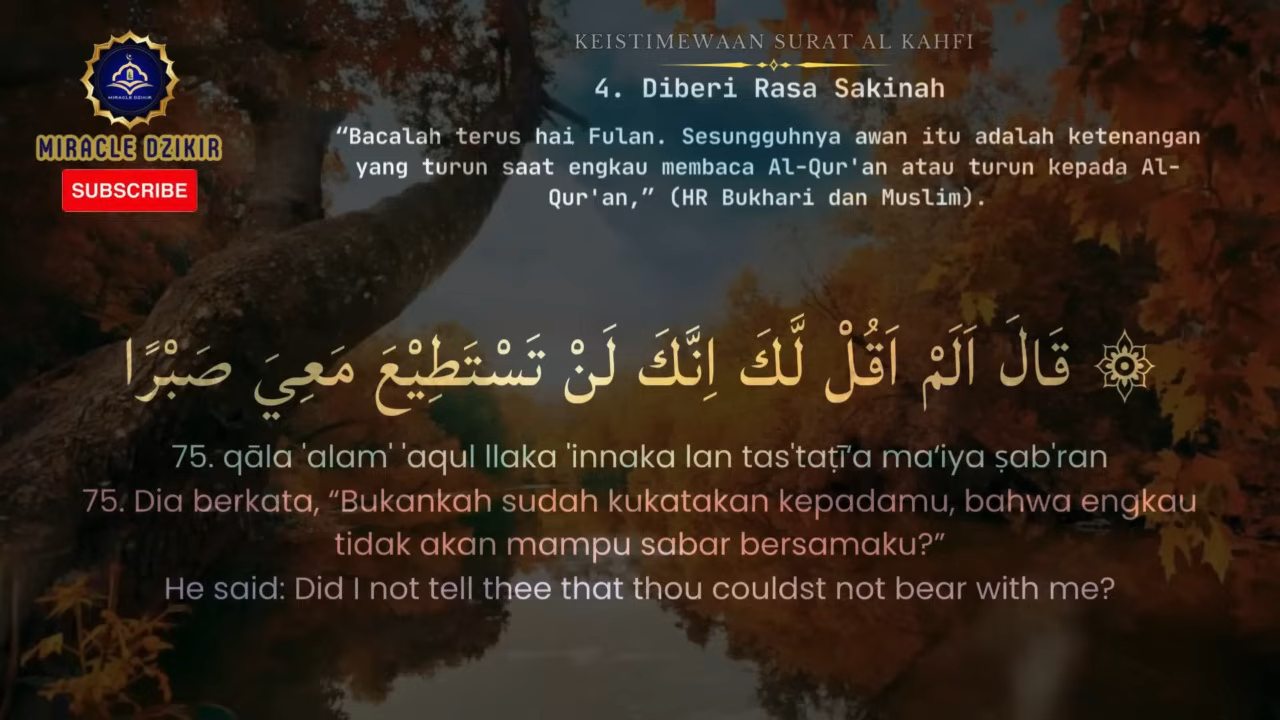 MIRACLE DZIKIR
MIRACLE DZIKIR
SUBSCRIBE
KEISTIMEWAAN SURAT AL KAHFI
4. Diberi Rasa Sakinah
“Bacalah terus hai Fulan. Sesungguhnya awan itu adalah ketenangan
yang turun saat engkau membaca Al-Qur'an atau turun kepada Al-
Qur'an,” (HR Bukhari dan Muslim).
۞ قَالَ اَلَمْ اَقُلْ لَّكَ اِنَّكَ لَنْ تَسْتَطِيْعَ مَعِيَ صَبْرًا
75. qāla 'alam' 'aqul llaka 'innaka lan tas'taṭī‘a ma‘iya ṣab'ran
75. Dia berkata, “Bukankah sudah kukatakan kepadamu, bahwa engkau
tidak akan mampu sabar bersamaku?”
He said: Did I not tell thee that thou couldst not bear with me?